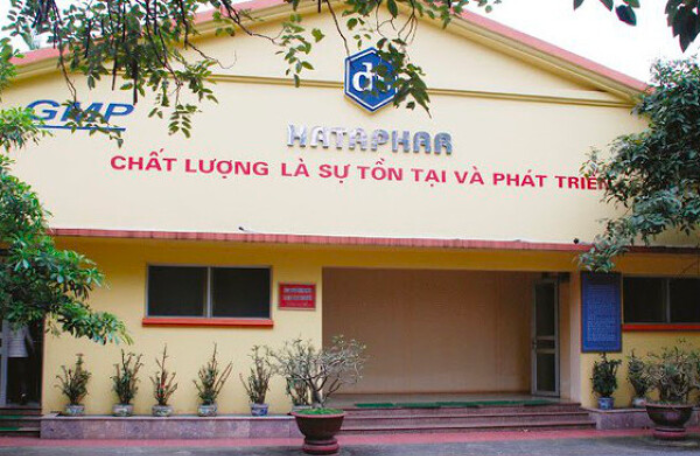 GMP
HATAPHAR
CHẤT LƯỢNG LÀ SỰ TỒN TẠI VÀ PHÁT TRIỂN